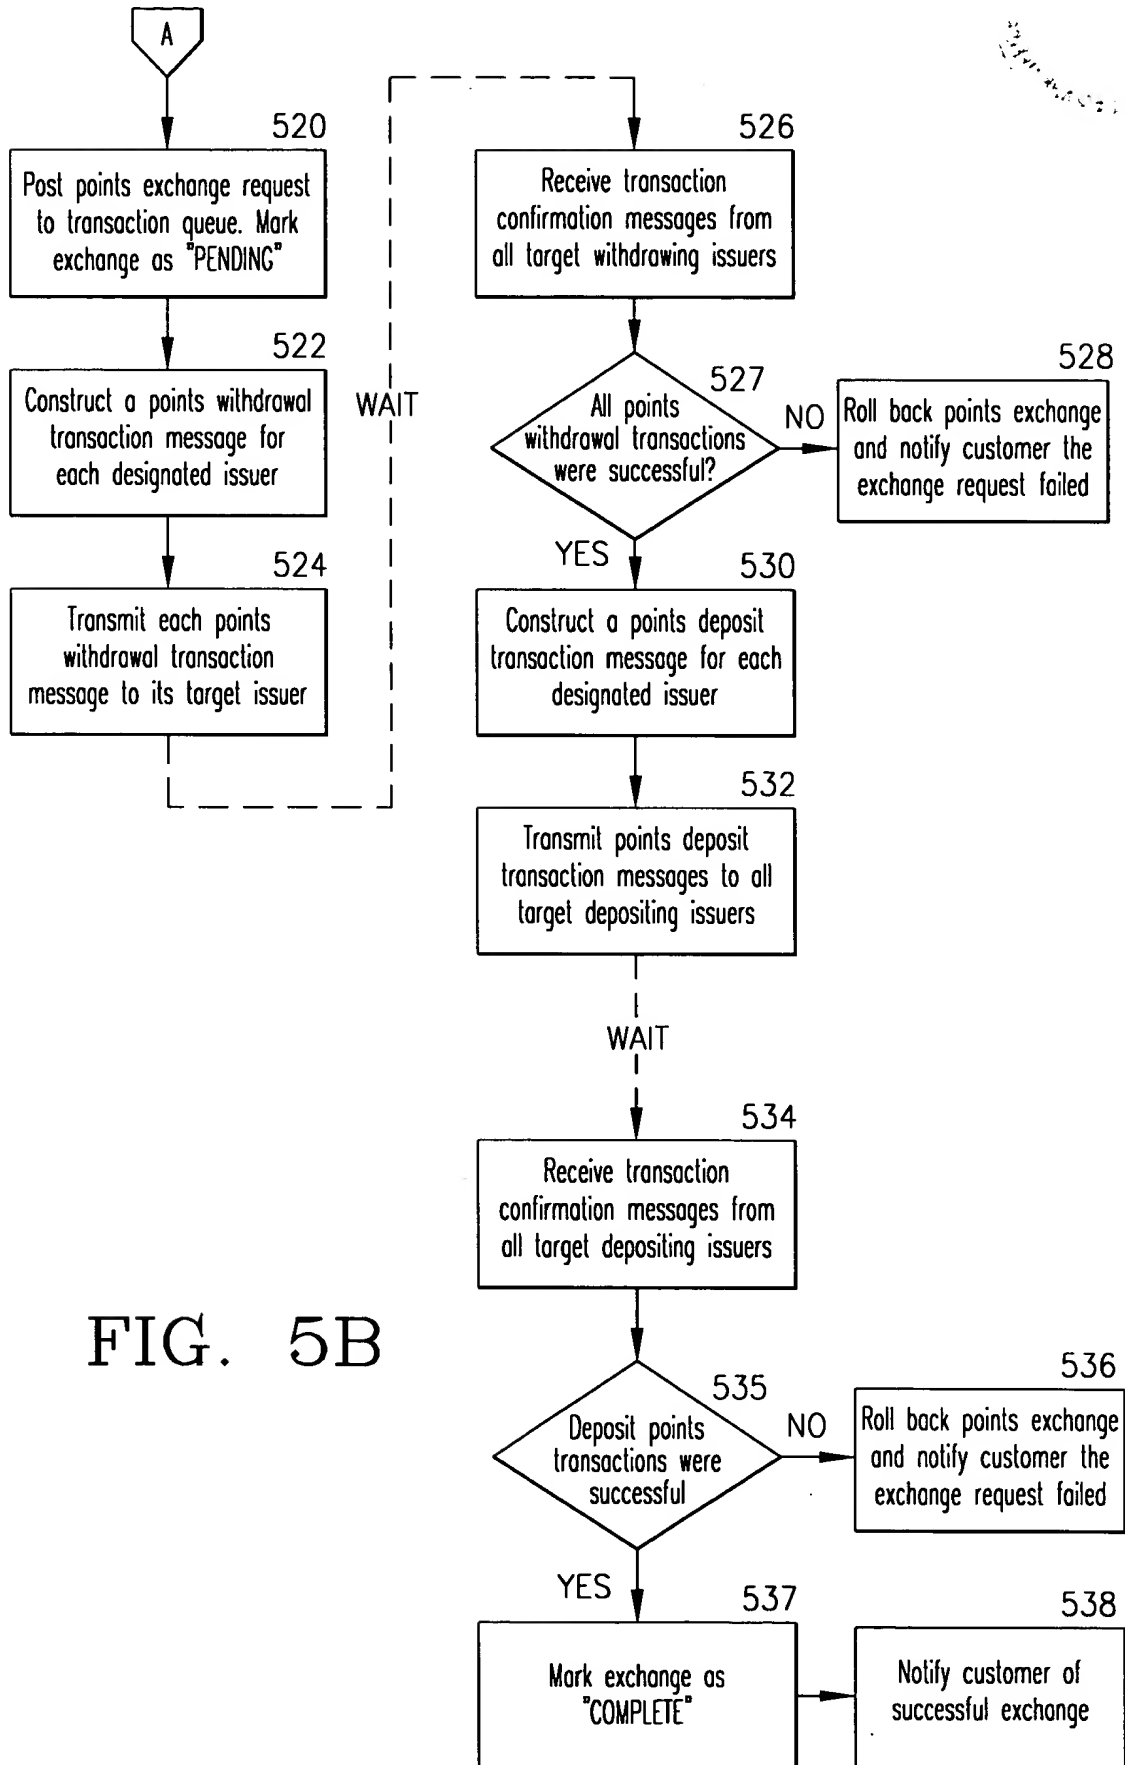 A
520
Post points exchange request
to transaction queue. Mark
exchange as "PENDING"
522
Construct a points withdrawal
transaction message for
each designated issuer
524
Transmit each points
withdrawal transaction
message to its target issuer
WAIT
526
Receive transaction
confirmation messages from
all target withdrawing issuers
527
All points
withdrawal transactions
were successful?
NO
528
Roll back points exchange
and notify customer the
exchange request failed
YES
530
Construct a points deposit
transaction message for each
designated issuer
532
Transmit points deposit
transaction messages to all
target depositing issuers
WAIT
534
Receive transaction
confirmation messages from
all target depositing issuers
535
Deposit points
transactions were
successful
NO
536
Roll back points exchange
and notify customer the
exchange request failed
YES
537
Mark exchange as
"COMPLETE"
538
Notify customer of
successful exchange
FIG. 5B